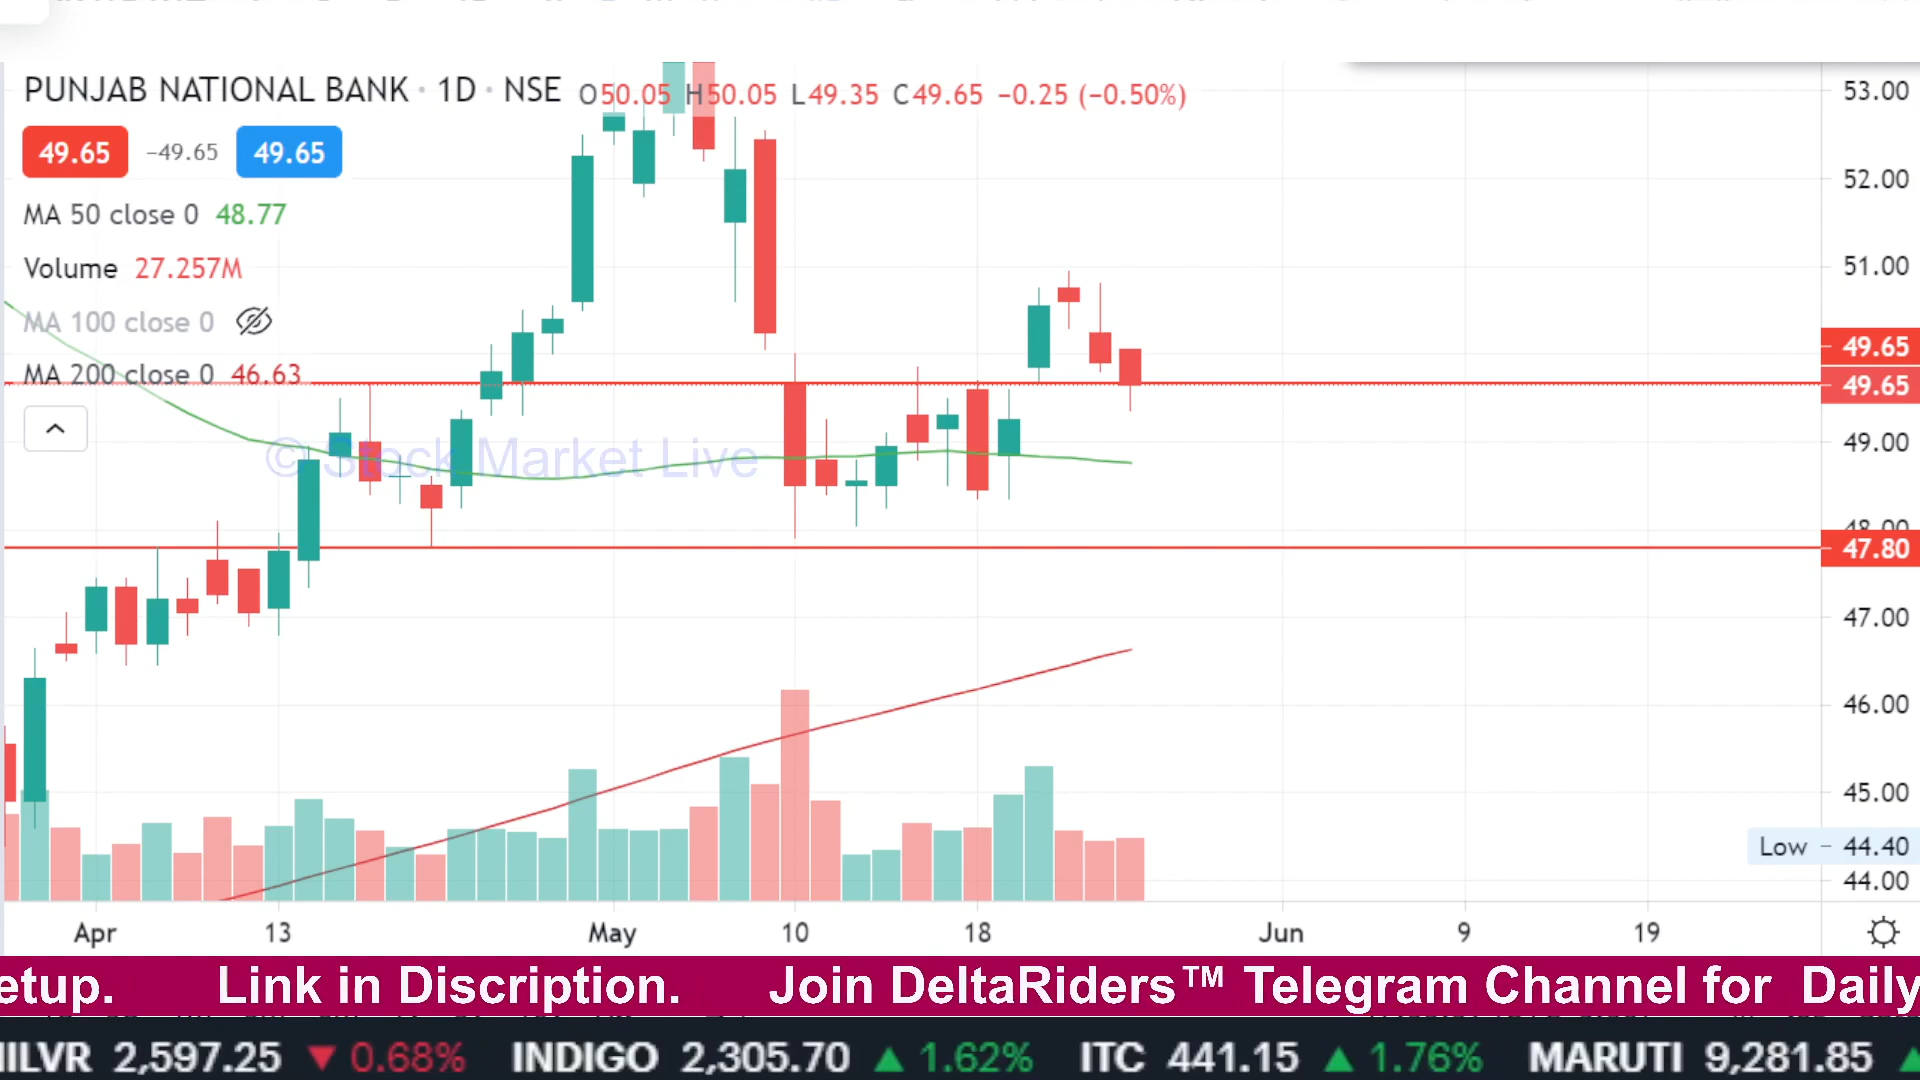 PUNJAB NATIONAL BANK · 1D · NSE O50.05 H50.05 L49.35 C49.65 −0.25 (−0.50%)
49.65 −49.65 49.65
MA 50 close 0 48.77
Volume 27.257M
MA 100 close 0
MA 200 close 0 46.63
© Stock Market Live
53.00
52.00
51.00
49.65
49.65
49.00
48.00
47.80
47.00
46.00
45.00
Low 44.40
44.00
Apr 13 May 10 18 Jun 9 19
etup. Link in Discription. Join DeltaRiders™ Telegram Channel for Daily
2,597.25 ▼ 0.68% INDIGO 2,305.70 ▲ 1.62% ITC 441.15 ▲ 1.76% MARUTI 9,281.85 ▲